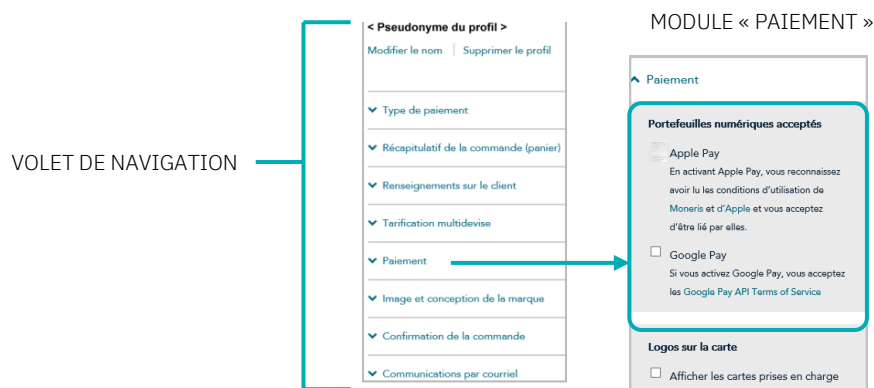 VOLET DE NAVIGATION
< Pseudonyme du profil >
Modifier le nom | Supprimer le profil
Type de paiement
Récapitulatif de la commande (panier)
Renseignements sur le client
Tarification multidevise
Paiement
Image et conception de la marque
Confirmation de la commande
Communications par courriel
MODULE « PAIEMENT »
Paiement
Portefeuilles numériques acceptés
Apple Pay
En activant Apple Pay, vous reconnaissez
avoir lu les conditions d'utilisation de
Moneris et d'Apple et vous acceptez
d'être lié par elles.
Google Pay
Si vous activez Google Pay, vous acceptez
les Google Pay API Terms of Service
Logos sur la carte
Afficher les cartes prises en charge